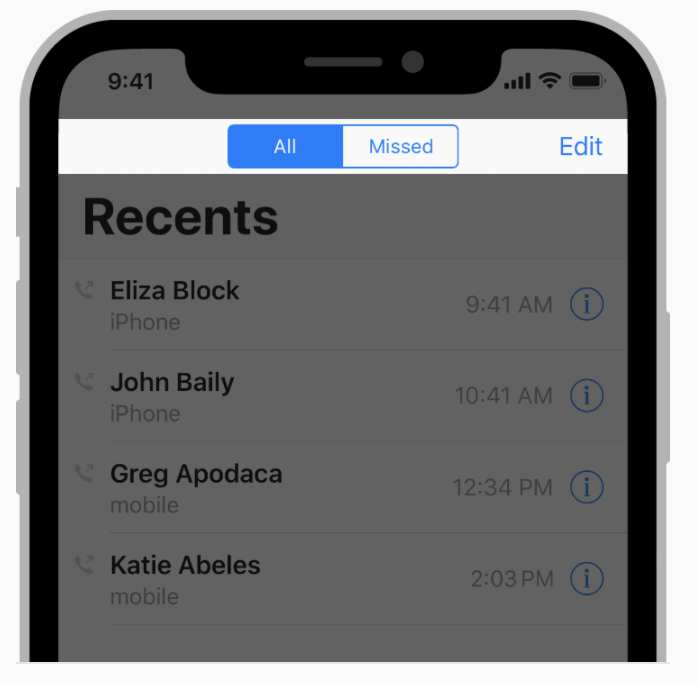 9:41
All Missed Edit
Recents
Eliza Block
iPhone
9:41 AM
John Baily
iPhone
10:41 AM
Greg Apodaca
mobile
12:34 PM
Katie Abeles
mobile
2:03 PM